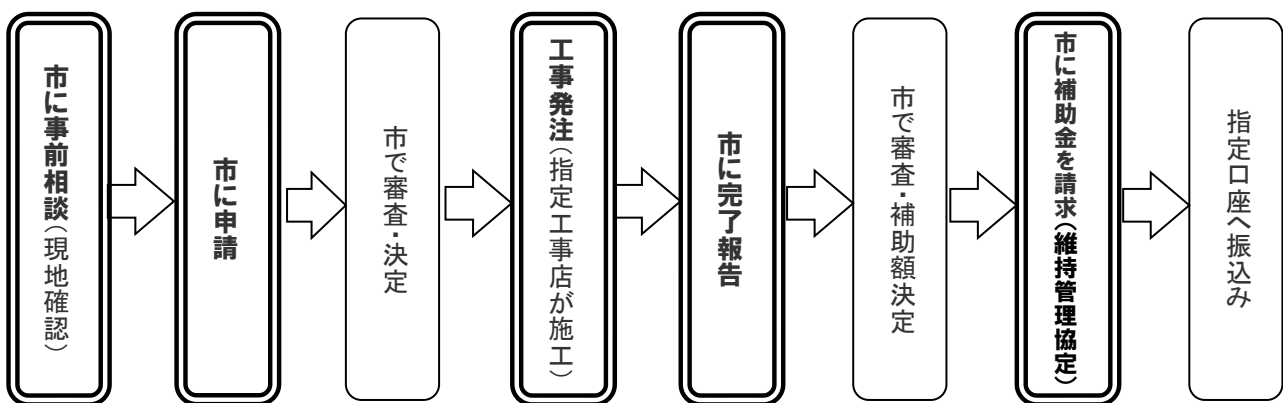 市に事前相談（現地確認）
市に申請
市で審査・決定
工事発注（指定工事店が施工）
市に完了報告
市で審査・補助額決定
市に補助金を請求（維持管理協定）
指定口座へ振込み